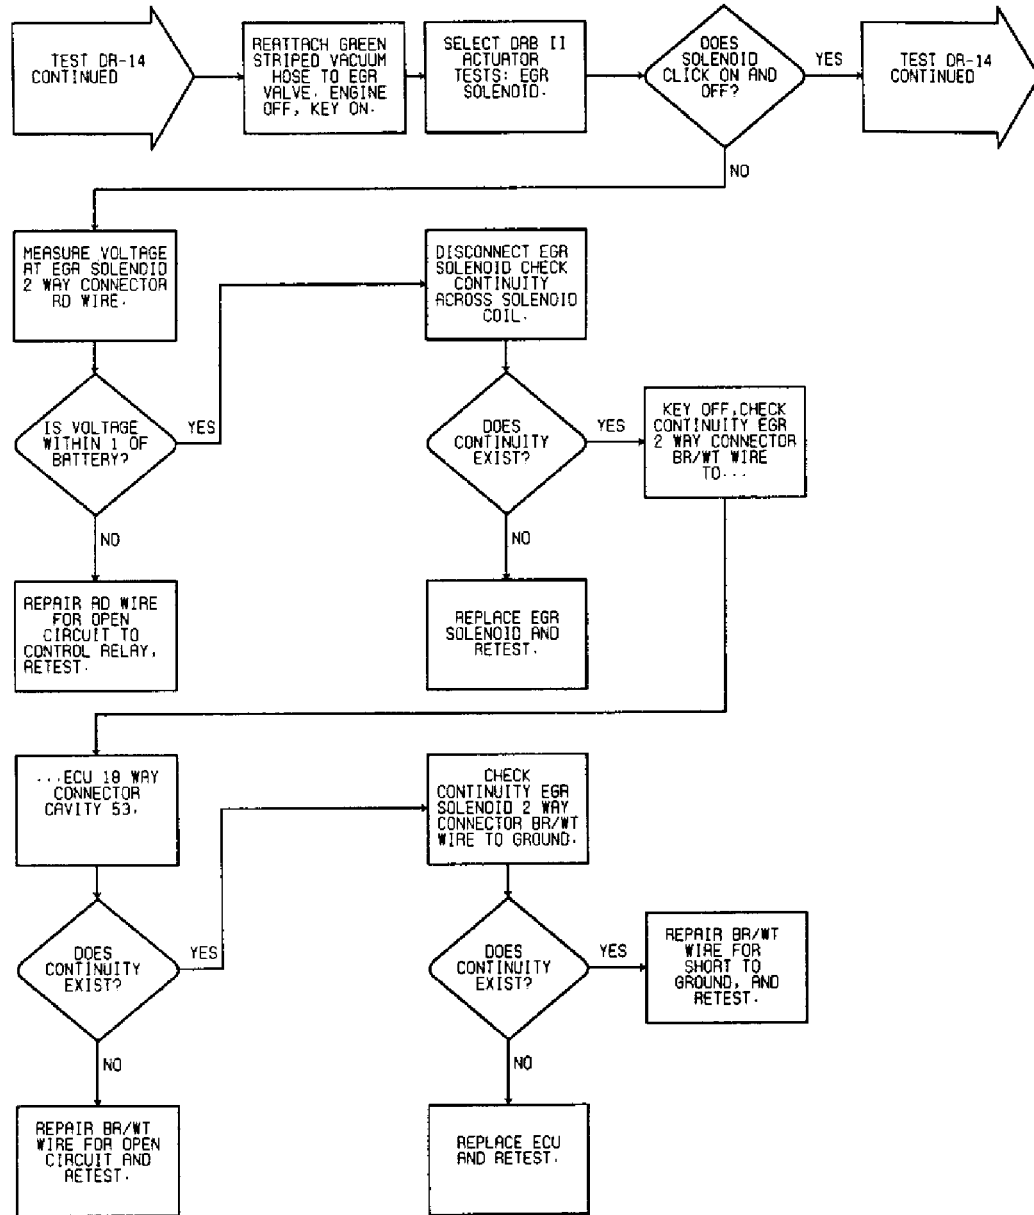 TEST DR-14
CONTINUED
REATTACH GREEN
STRIPED VACUUM
HOSE TO EGR
VALVE. ENGINE
OFF, KEY ON.
SELECT DRB II
ACTUATOR
TESTS: EGR
SOLENOID.
DOES
SOLENOID
CLICK ON AND
OFF?
YES
TEST DR-14
CONTINUED
NO
MEASURE VOLTAGE
AT EGR SOLENOID
2 WAY CONNECTOR
RD WIRE.
DISCONNECT EGR
SOLENOID CHECK
CONTINUITY
ACROSS SOLENOID
COIL.
IS VOLTAGE
WITHIN 1 OF
BATTERY?
YES
DOES
CONTINUITY
EXIST?
YES
KEY OFF,CHECK
CONTINUITY EGR
2 WAY CONNECTOR
BR/WT WIRE
TO...
NO
NO
REPAIR RD WIRE
FOR OPEN
CIRCUIT TO
CONTROL RELAY,
RETEST.
REPLACE EGR
SOLENOID AND
RETEST.
...ECU 18 WAY
CONNECTOR
CAVITY 53.
CHECK
CONTINUITY EGR
SOLENOID 2 WAY
CONNECTOR BR/WT
WIRE TO GROUND.
DOES
CONTINUITY
EXIST?
YES
DOES
CONTINUITY
EXIST?
YES
REPAIR BR/WT
WIRE FOR
SHORT TO
GROUND, AND
RETEST.
NO
NO
REPAIR BR/WT
WIRE FOR OPEN
CIRCUIT AND
RETEST.
REPLACE ECU
AND RETEST.